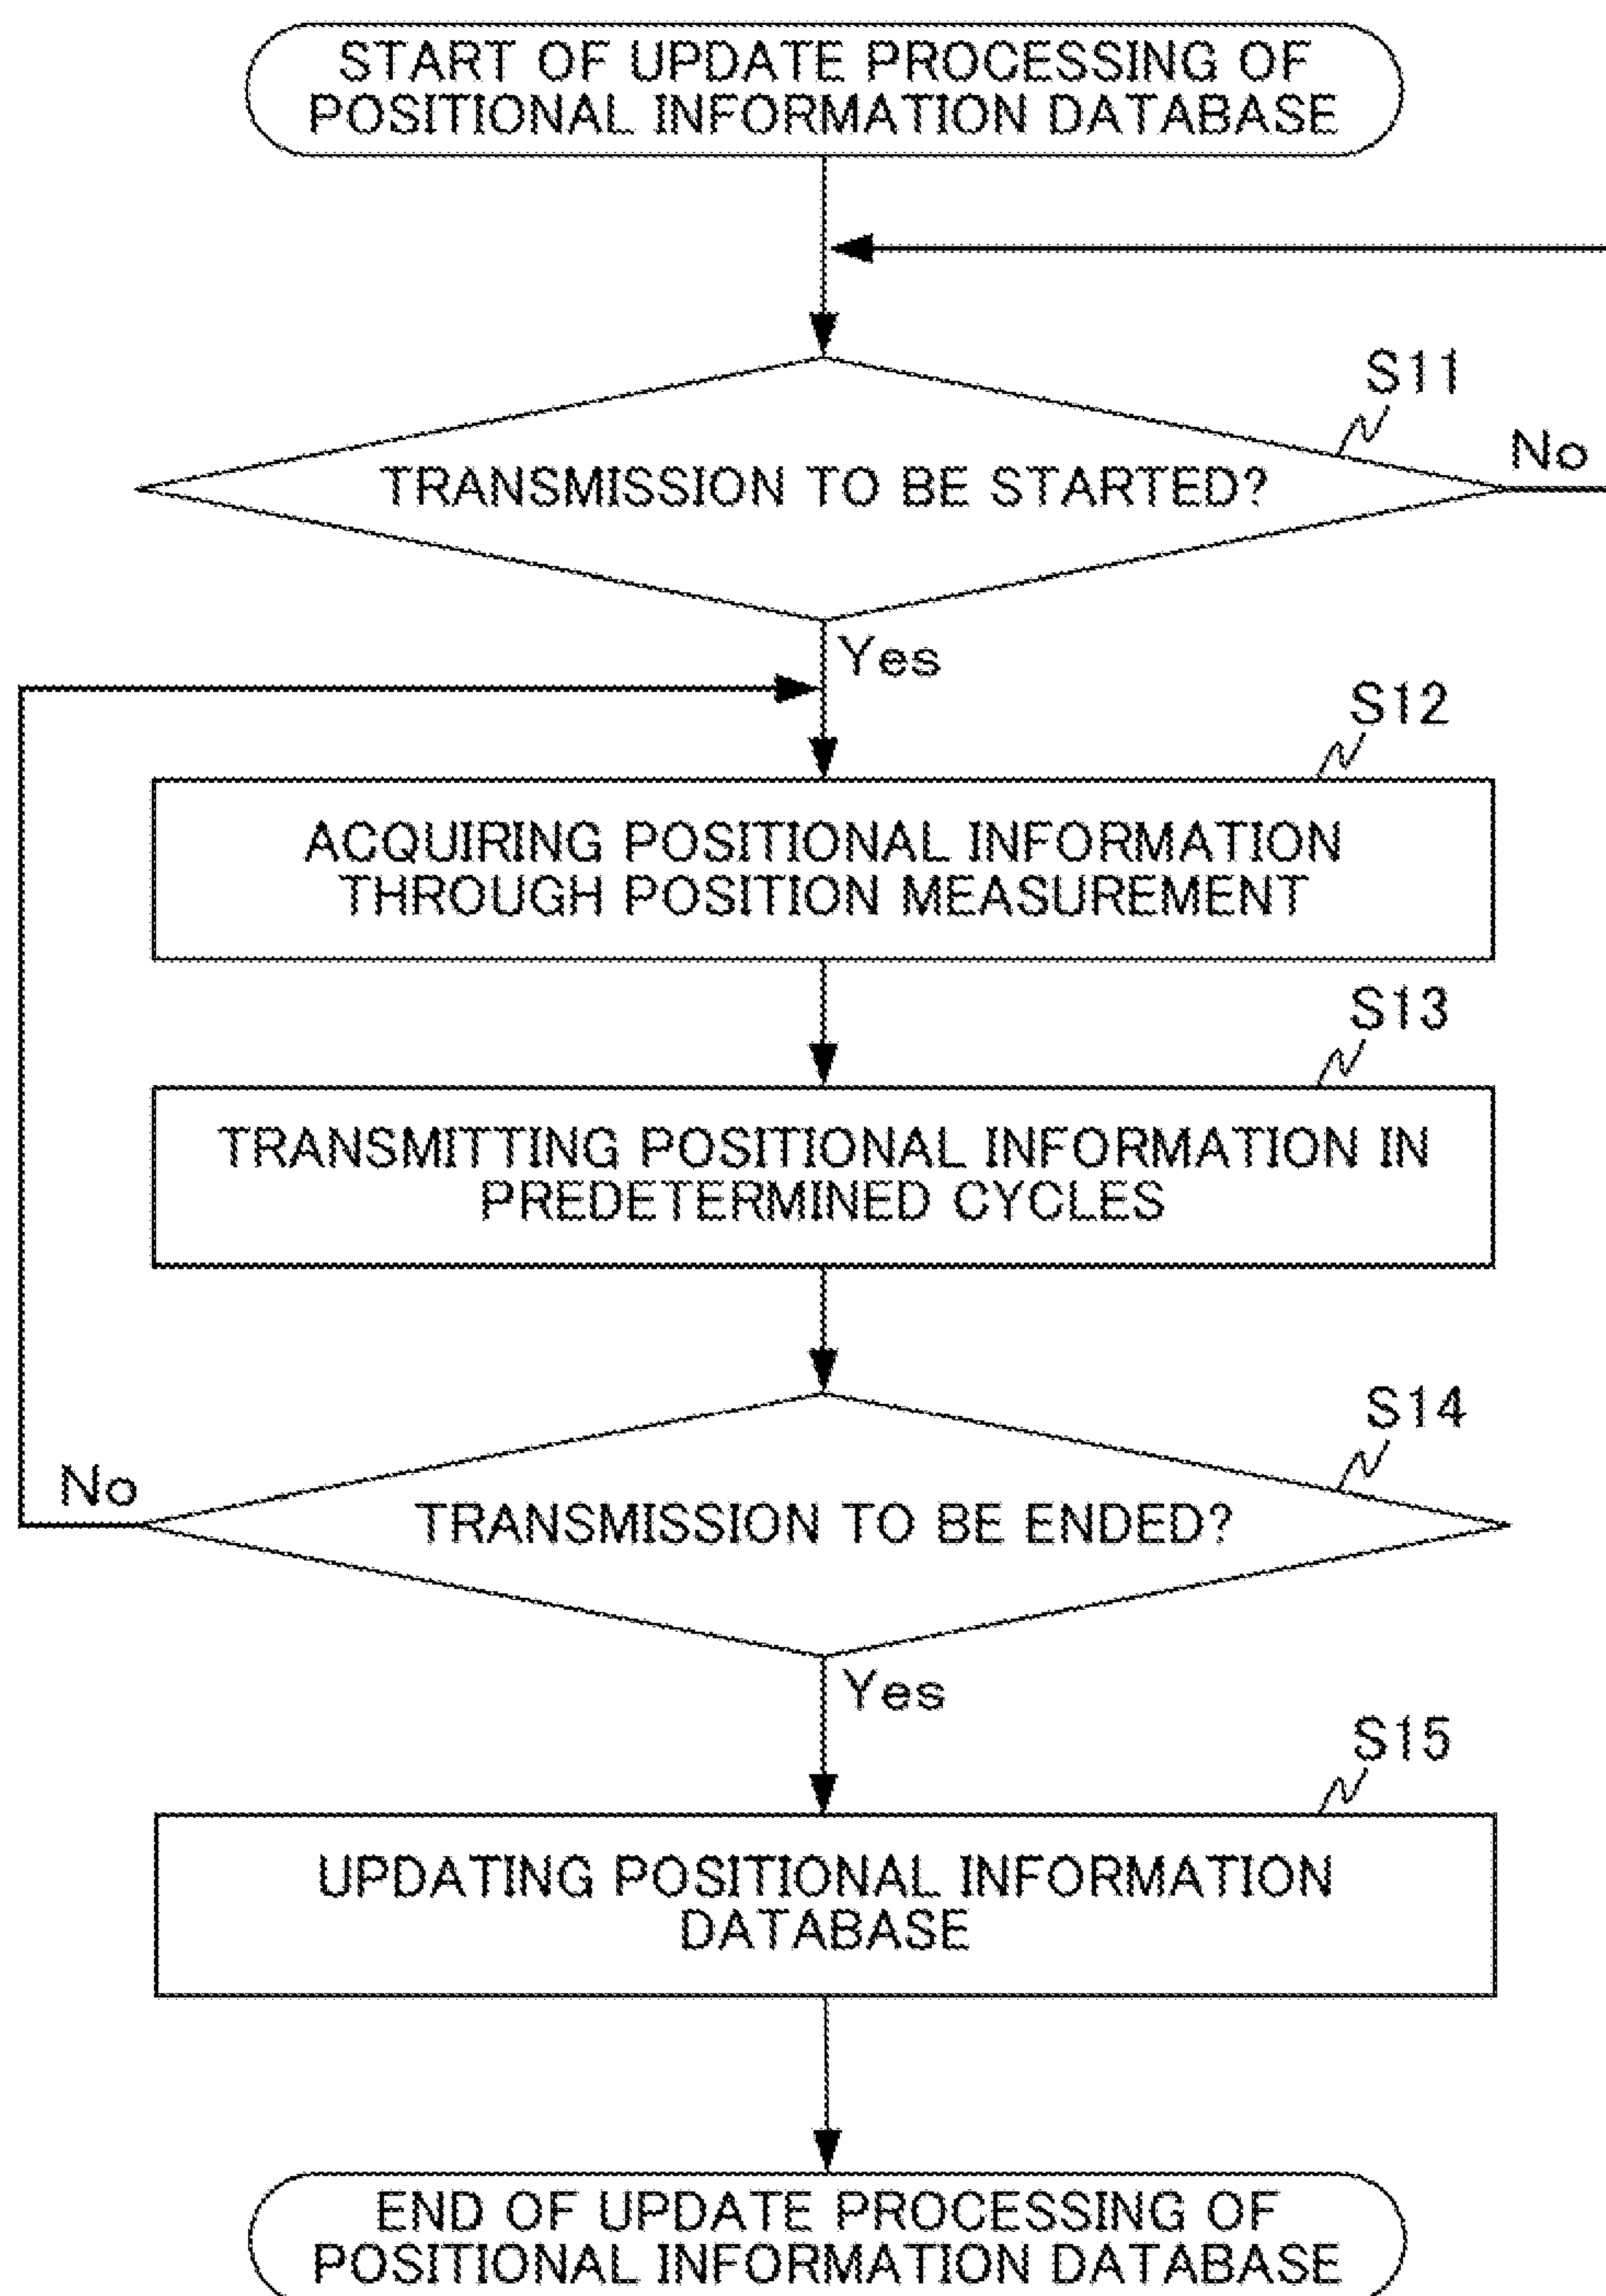 START OF UPDATE PROCESSING OF
POSITIONAL INFORMATION DATABASE
S11
TRANSMISSION TO BE STARTED?
No
Yes
S12
ACQUIRING POSITIONAL INFORMATION
THROUGH POSITION MEASUREMENT
S13
TRANSMITTING POSITIONAL INFORMATION IN
PREDETERMINED CYCLES
S14
No
TRANSMISSION TO BE ENDED?
Yes
S15
UPDATING POSITIONAL INFORMATION
DATABASE
END OF UPDATE PROCESSING OF
POSITIONAL INFORMATION DATABASE